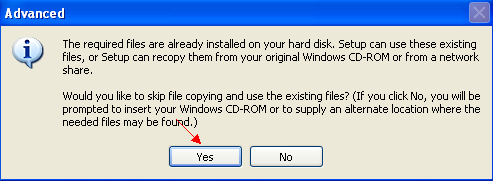 Advanced
The required files are already installed on your hard disk. Setup can use these existing
files, or Setup can recopy them from your original Windows CD-ROM or from a network
share.
Would you like to skip file copying and use the existing files? (If you click No, you will be
prompted to insert your Windows CD-ROM or to supply an alternate location where the
needed files may be found.)
Yes No